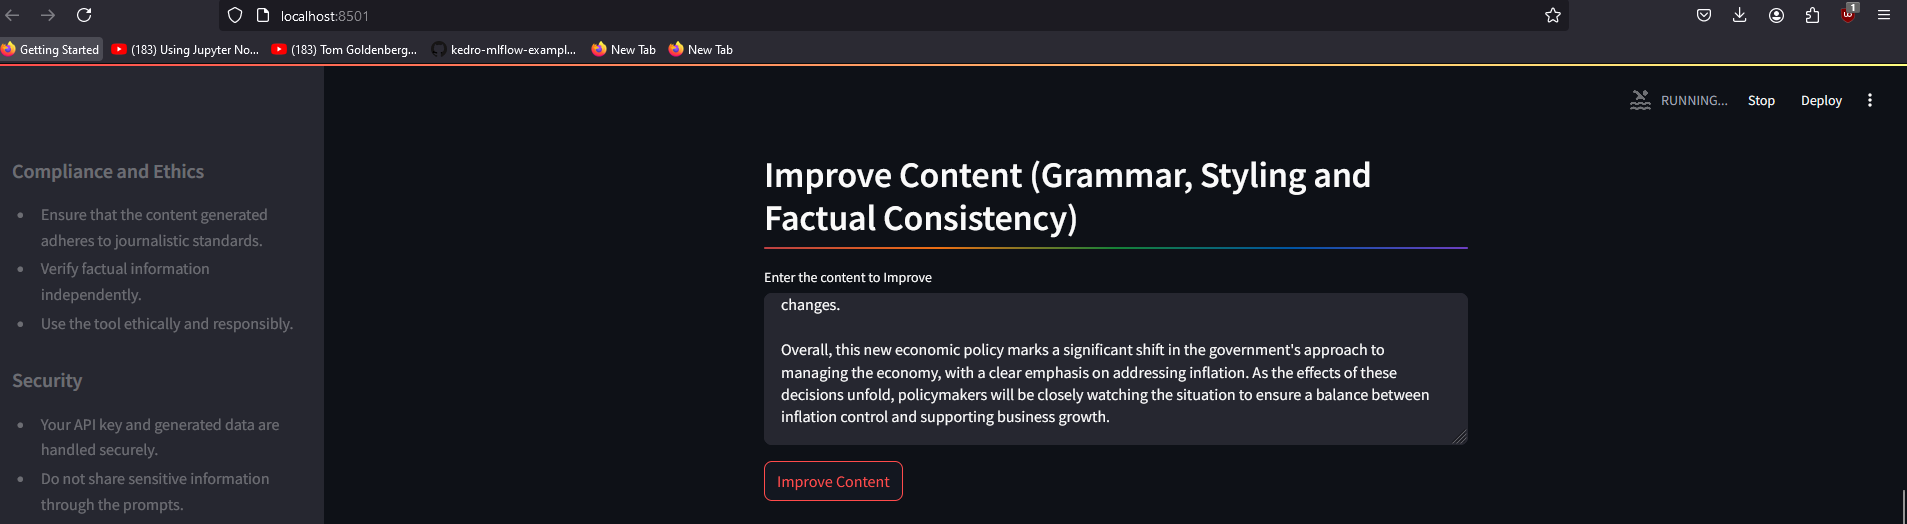 localhost:8501
1
Getting Started
(183) Using Jupyter No...
(183) Tom Goldenberg...
kedro-mlflow-exampl...
New Tab
New Tab
RUNNING...
Stop
Deploy
Compliance and Ethics
Ensure that the content generated
adheres to journalistic standards.
Verify factual information
independently.
Use the tool ethically and responsibly.
Security
Your API key and generated data are
handled securely.
Do not share sensitive information
through the prompts.
Improve Content (Grammar, Styling and
Factual Consistency)
Enter the content to Improve
changes.
Overall, this new economic policy marks a significant shift in the government's approach to
managing the economy, with a clear emphasis on addressing inflation. As the effects of these
decisions unfold, policymakers will be closely watching the situation to ensure a balance between
inflation control and supporting business growth.
Improve Content